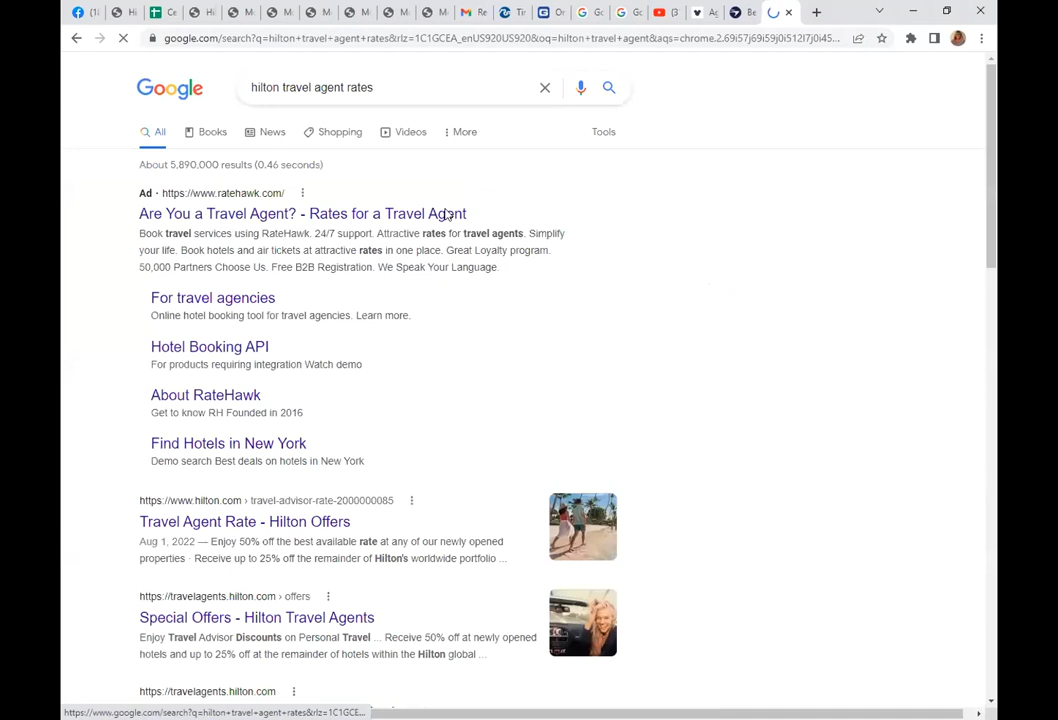 (1
Hi
Ce
Hi
M
M
M
M
M
Re
Tir
Or
Go
Go
(3
Ag
Be
google.com/search?q=hilton+travel+agent+rates&rlz=1C1GCEA_enUS920US920&oq=hilton+travel+agent&aqs=chrome.2.69i57j69i59j0i512l7j0i45...
Google
hilton travel agent rates
All
Books
News
Shopping
Videos
More
Tools
About 5,890,000 results (0.46 seconds)
Ad · https://www.ratehawk.com/
Are You a Travel Agent? - Rates for a Travel Agent
Book travel services using RateHawk. 24/7 support. Attractive rates for travel agents. Simplify
your life. Book hotels and air tickets at attractive rates in one place. Great Loyalty program.
50,000 Partners Choose Us. Free B2B Registration. We Speak Your Language.
For travel agencies
Online hotel booking tool for travel agencies. Learn more.
Hotel Booking API
For products requiring integration Watch demo
About RateHawk
Get to know RH Founded in 2016
Find Hotels in New York
Demo search Best deals on hotels in New York
https://www.hilton.com › travel-advisor-rate-2000000085
Travel Agent Rate - Hilton Offers
Aug 1, 2022 — Enjoy 50% off the best available rate at any of our newly opened
properties · Receive up to 25% off the remainder of Hilton's worldwide portfolio ...
https://travelagents.hilton.com › offers
Special Offers - Hilton Travel Agents
Enjoy Travel Advisor Discounts on Personal Travel ... Receive 50% off at newly opened
hotels and up to 25% off at the remainder of hotels within the Hilton global ...
https://travelagents.hilton.com
https://www.google.com/search?q=hilton+travel+agent+rates&rlz=1C1GCE...